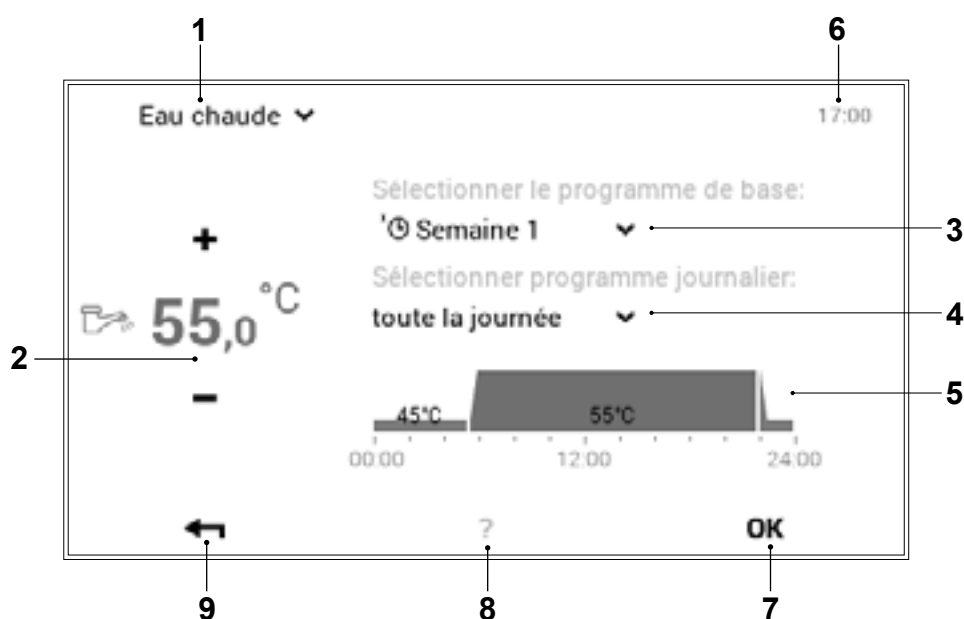 1 6
Eau chaude 17:00
Sélectionner le programme de base:
Semaine 1 3
Sélectionner programme journalier:
toute la journée 4
+
55,0 °C
2
−
45°C 55°C 5
00:00 12:00 24:00
? OK
9 8 7